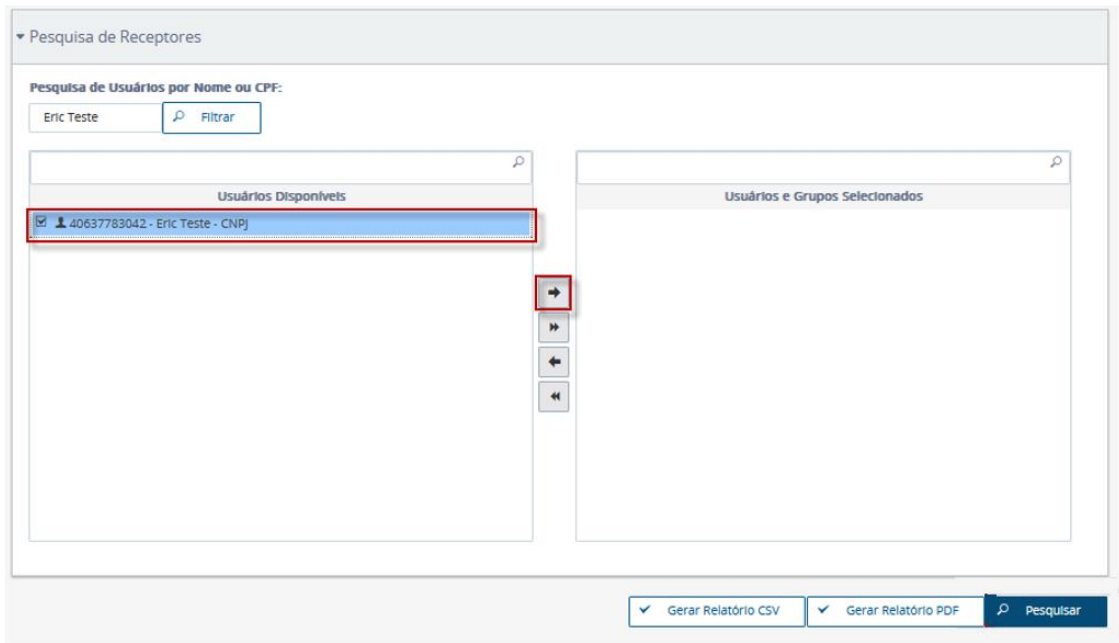 Pesquisa de Receptores
Pesquisa de Usuários por Nome ou CPF:
Eric Teste
Filtrar
Usuários Disponíveis
Usuários e Grupos Selecionados
40637783042 - Eric Teste - CNPJ
Gerar Relatório CSV
Gerar Relatório PDF
Pesquisar